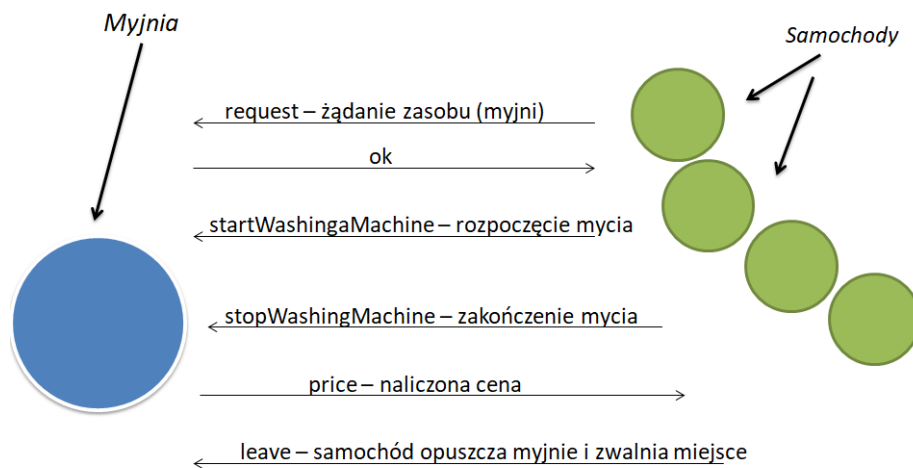 Myjnia
Samochody
request – żądanie zasobu (myjni)
ok
startWashingaMachine – rozpoczęcie mycia
stopWashingMachine – zakończenie mycia
price – naliczona cena
leave – samochód opuszcza myjnie i zwalnia miejsce